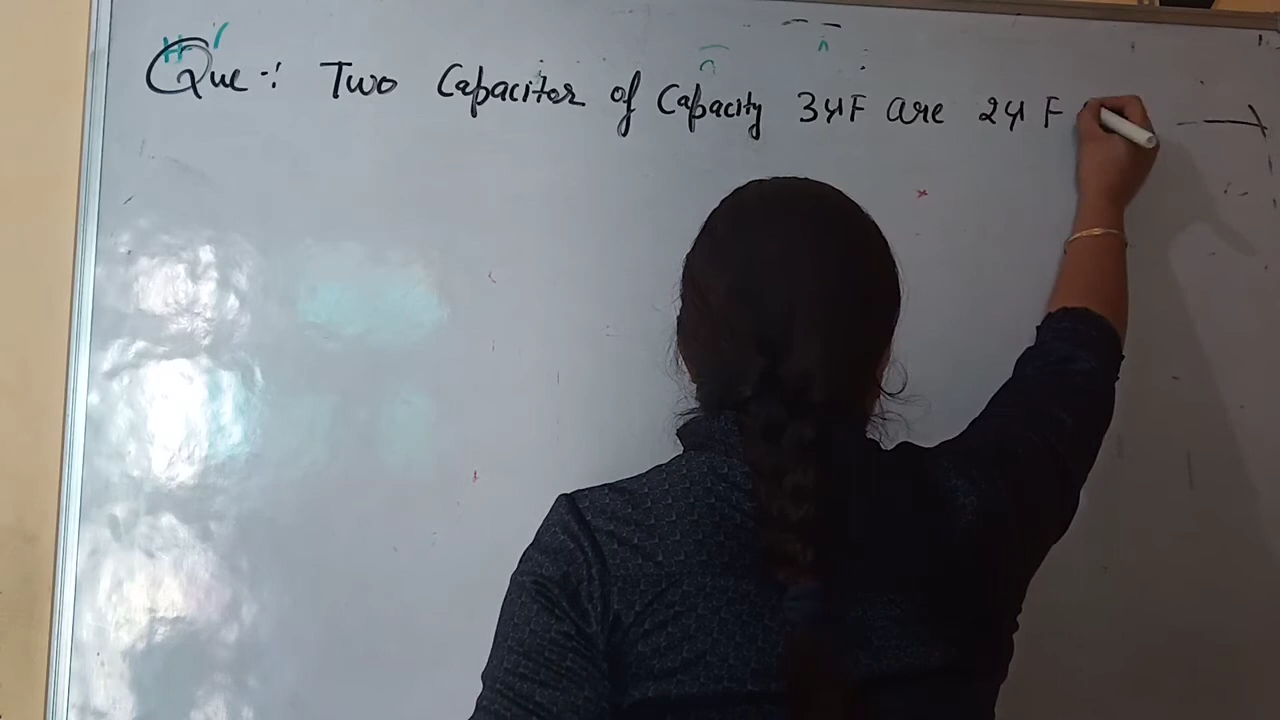 Que :- Two Capacitor of Capacity 3μF are 2μF